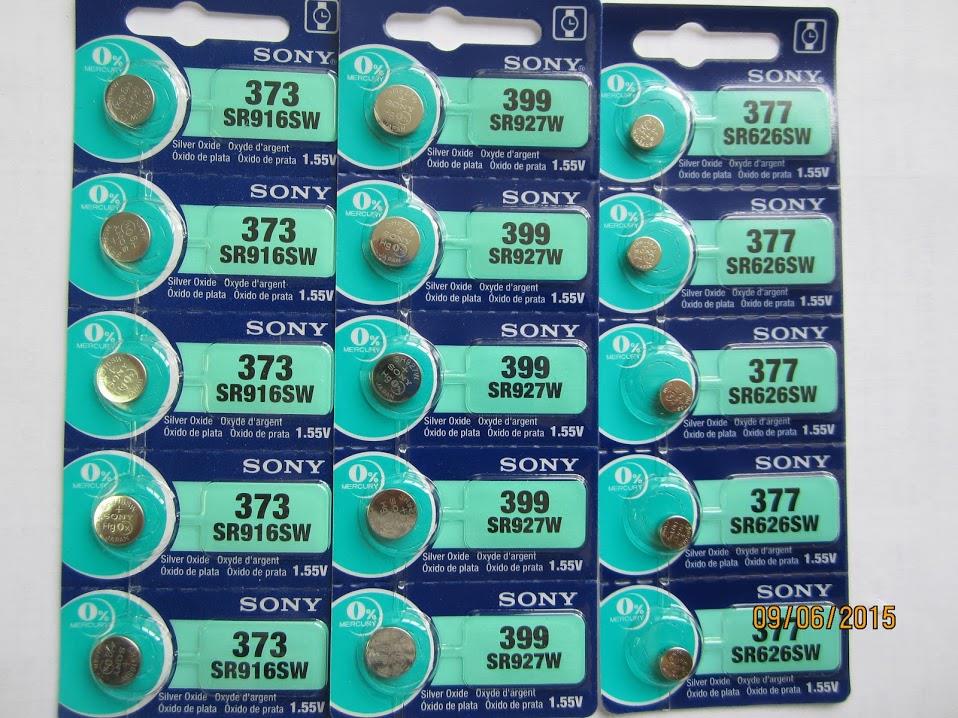 0%
MERCURY
SONY
373
SR916SW
Silver Oxide Oxyde d'argent
Óxido de plata Óxido de prata 1.55V
0%
MERCURY
SONY
373
SR916SW
Silver Oxide Oxyde d'argent
Óxido de plata Óxido de prata 1.55V
0%
MERCURY
SONY
373
SR916SW
Silver Oxide Oxyde d'argent
Óxido de plata Óxido de prata 1.55V
0%
MERCURY
SONY
373
SR916SW
+
SONY
HgOx
JAPAN
Silver Oxide Oxyde d'argent
Óxido de plata Óxido de prata 1.55V
0%
MERCURY
SONY
373
SR916SW
Silver Oxide Oxyde d'argent
Óxido de plata Óxido de prata 1.55V
0%
MERCURY
SONY
399
SR927W
JAPAN
Silver Oxide Oxyde d'argent
Óxido de plata Óxido de prata 1.55V
0%
MERCURY
SONY
399
SR927W
JAPAN
Silver Oxide Oxyde d'argent
Óxido de plata Óxido de prata 1.55V
0%
MERCURY
SONY
399
SR927W
SR927W
+
SONY
JAPAN
Silver Oxide Oxyde d'argent
Óxido de plata Óxido de prata 1.55V
0%
MERCURY
SONY
399
SR927W
Silver Oxide Oxyde d'argent
Óxido de plata Óxido de prata 1.55V
0%
MERCURY
SONY
399
SR927W
Silver Oxide Oxyde d'argent
Óxido de plata Óxido de prata 1.55V
0%
MERCURY
SONY
377
SR626SW
Silver Oxide Oxyde d'argent
Óxido de plata Óxido de prata 1.55V
0%
MERCURY
SONY
377
SR626SW
Silver Oxide Oxyde d'argent
Óxido de plata Óxido de prata 1.55V
0%
MERCURY
SONY
377
SR626SW
Silver Oxide Oxyde d'argent
Óxido de plata Óxido de prata 1.55V
0%
MERCURY
SONY
377
SR626SW
Silver Oxide Oxyde d'argent
Óxido de plata Óxido de prata 1.55V
0%
MERCURY
SONY
09/06/2015
377
SR626SW
Silver Oxide Oxyde d'argent
Óxido de plata Óxido de prata 1.55V